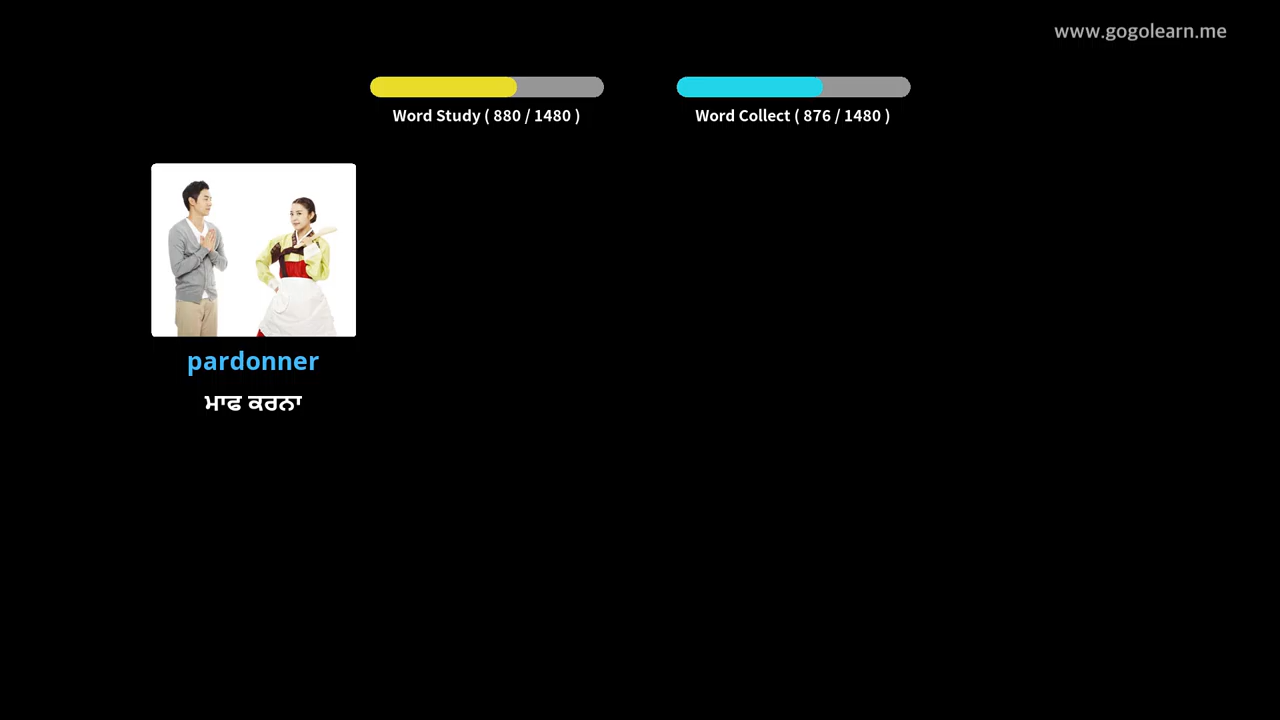 www.gogolearn.me
Word Study ( 880 / 1480 )
Word Collect ( 876 / 1480 )
pardonner
ਮਾਫ ਕਰਨਾ